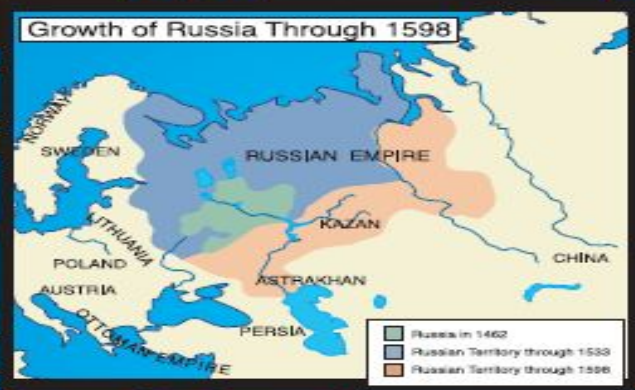 Growth of Russia Through 1598
NORWAY
SWEDEN
RUSSIAN EMPIRE
LITHUANIA
KAZAN
POLAND
CHINA
AUSTRIA
ASTRAKHAN
OTTOMAN EMPIRE
PERSIA
Russia in 1462
Russian Territory through 1533
Russian Territory through 1598